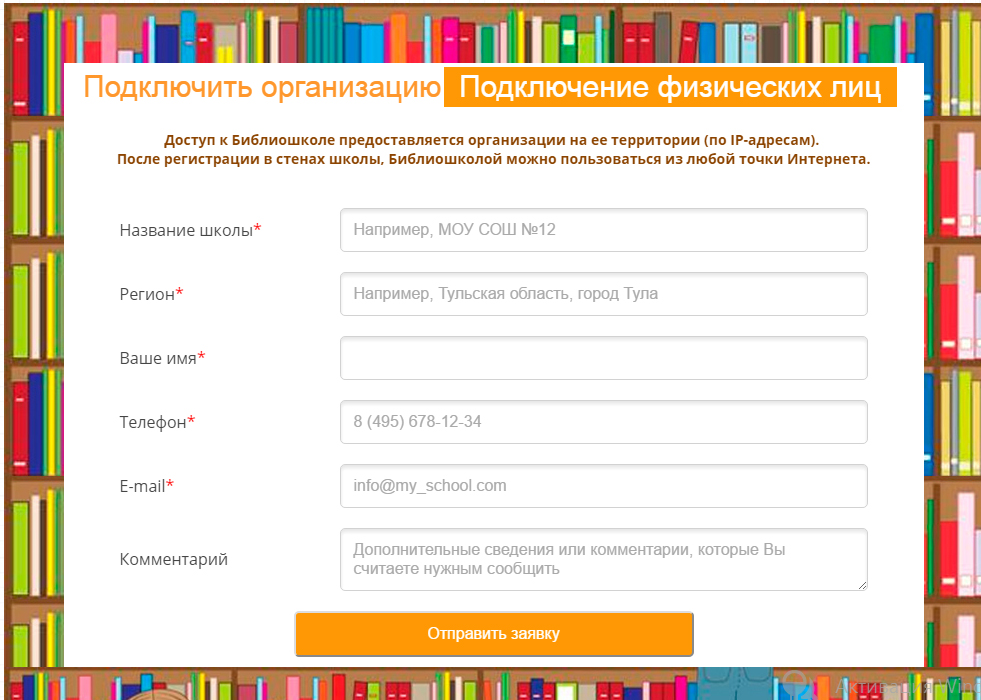 Подключить организацию Подключение физических лиц
Доступ к Библиошколе предоставляется организации на ее территории (по IP-адресам).
После регистрации в стенах школы, Библиошколой можно пользоваться из любой точки Интернета.
Название школы* Например, МОУ СОШ №12
Регион* Например, Тульская область, город Тула
Ваше имя*
Телефон* 8 (495) 678-12-34
E-mail* info@my_school.com
Комментарий Дополнительные сведения или комментарии, которые Вы
считаете нужным сообщить
Отправить заявку
Активация Wind